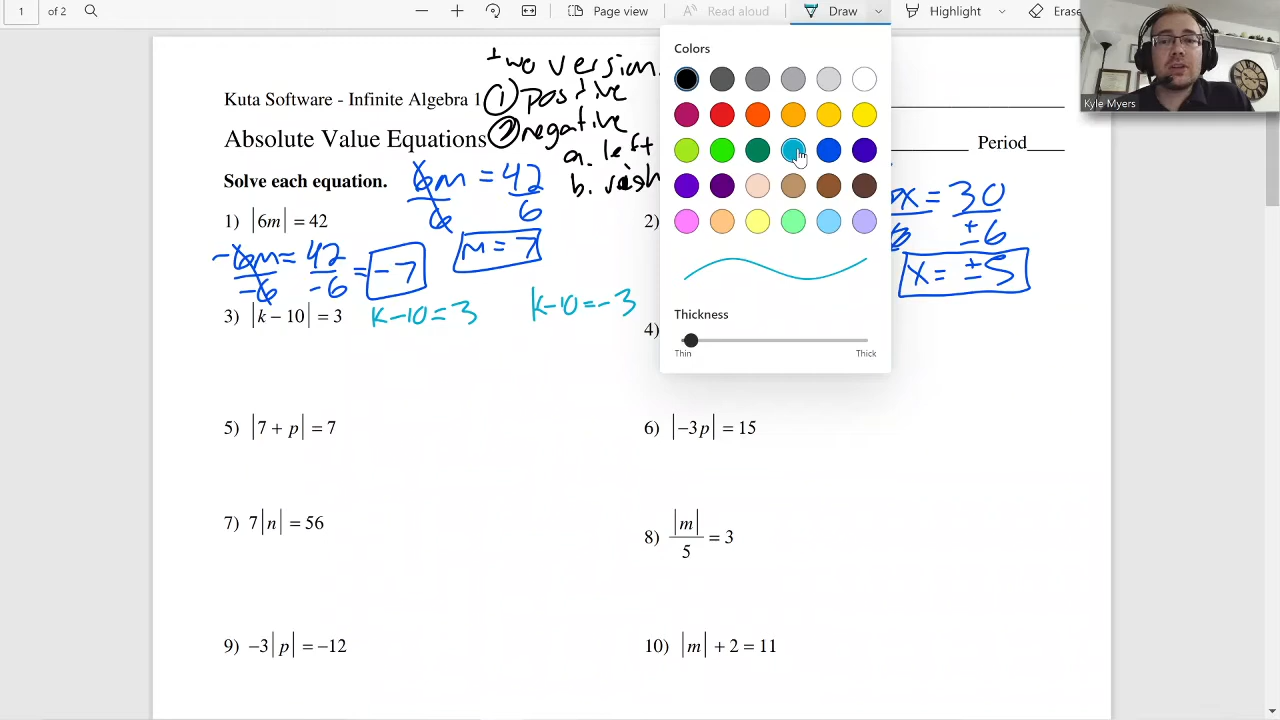 1 of 2 Page view Read aloud Draw Highlight Erase
Kyle Myers
Colors
Thickness
Thin Thick
two version
① positive
② negative
a. left
b.
Kuta Software - Infinite Algebra 1
Absolute Value Equations
Period____
Solve each equation.
1) |6m| = 42
6m = 42
6 6
m = 7
-6m = 42
-6 -6 = -7
2)
x = 30
±6
x = ±5
3) |k − 10| = 3
k-10=3
k-10=-3
4)
5) |7 + p| = 7
6) |−3p| = 15
7) 7|n| = 56
8) |m|
5 = 3
9) −3|p| = −12
10) |m| + 2 = 11